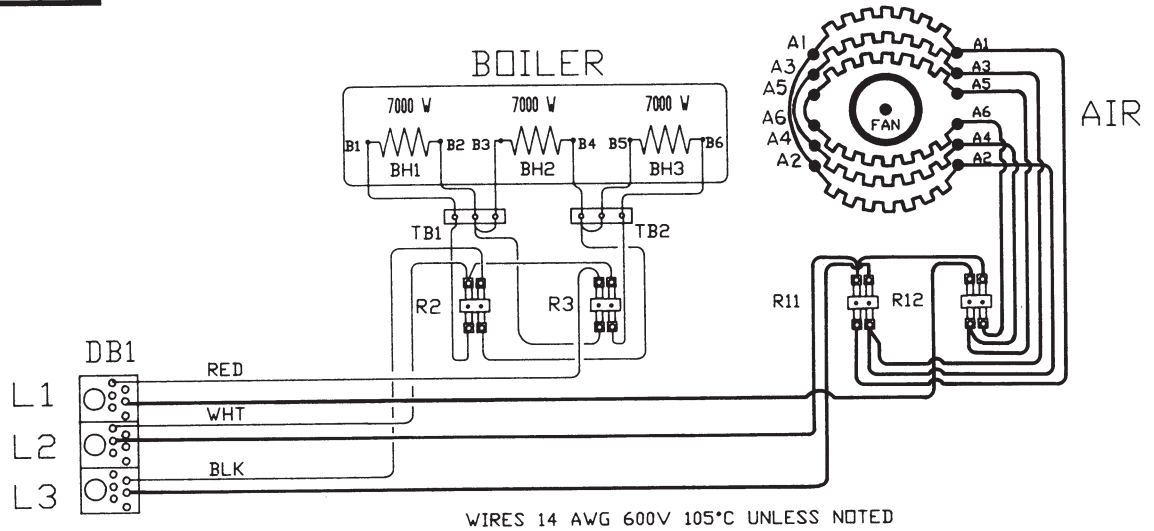 BOILER
7000 W 7000 W 7000 W
B1 B2 B3 B4 B5 B6
BH1 BH2 BH3
TB1 TB2
A1 A1
A3 A3
A5 A5
A6 A6
A4 A4
A2 A2
FAN
AIR
R2 R3 R11 R12
DB1
RED
L1
WHT
L2
BLK
L3
WIRES 14 AWG 600V 105°C UNLESS NOTED